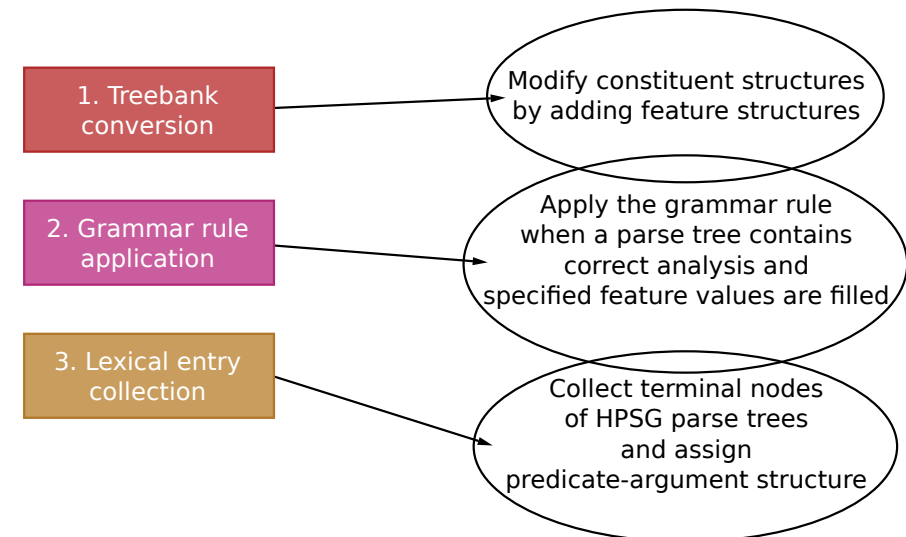 1. Treebank
conversion
Modify constituent structures
by adding feature structures
2. Grammar rule
application
Apply the grammar rule
when a parse tree contains
correct analysis and
specified feature values are filled
3. Lexical entry
collection
Collect terminal nodes
of HPSG parse trees
and assign
predicate-argument structure